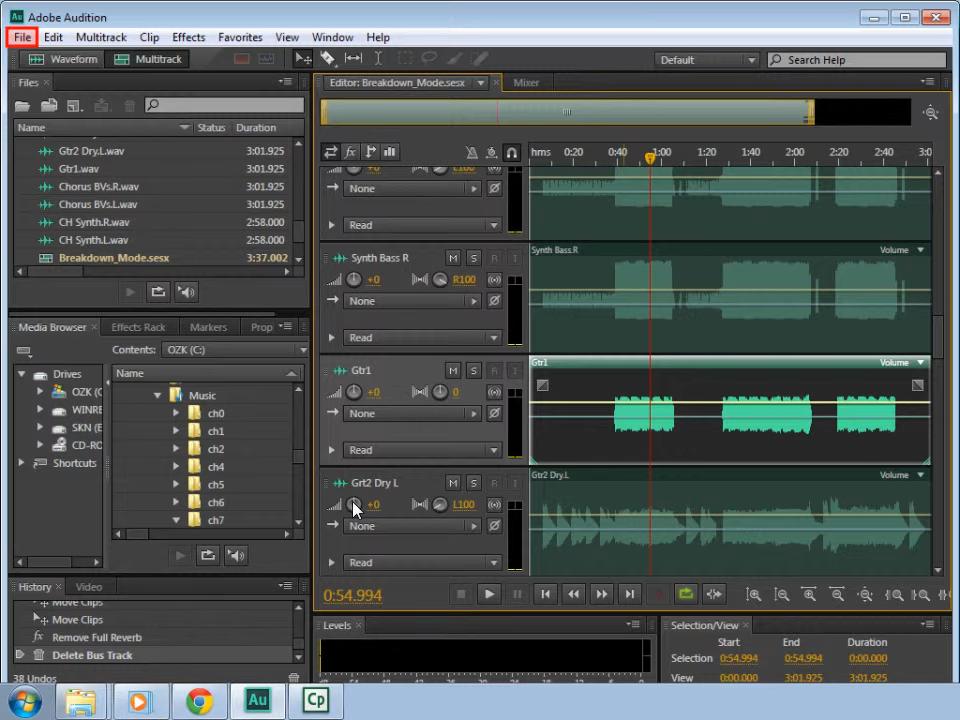 Au Adobe Audition
File Edit Multitrack Clip Effects Favorites View Window Help
Waveform Multitrack Default Search Help
Files
Name Status Duration
Gtr2 Dry.L.wav 3:01.925
Gtr1.wav 3:01.925
Chorus BVs.R.wav 3:01.925
Chorus BVs.L.wav 3:01.925
CH Synth.R.wav 2:58.000
CH Synth.L.wav 2:58.000
Breakdown_Mode.sesx 3:37.002
Media Browser Effects Rack Markers Prop
Contents: OZK (C:)
Drives
OZK (
WINRE
SKN (
CD-RO
Shortcuts
Name
Music
ch0
ch1
ch2
ch4
ch5
ch6
ch7
History Video
Move Clips
Move Clips
fx Remove Full Reverb
Delete Bus Track
38 Undos
Editor: Breakdown_Mode.sesx Mixer
fx
hms 0:20 0:40 1:00 1:20 2:00 2:20 2:40 3:0
+0 L100
None
Read
Synth Bass R M S R I
+0 R100
None
Read
Synth Bass.R Volume
Gtr1 M S R I
+0 0
None
Read
Gtr1 Volume
Grt2 Dry L M S R I
+0 L100
None
Read
Gtr2 Dry.L Volume
0:54.994
Levels
Selection/View
Start End Duration
Selection 0:54.994 0:54.994 0:00.000
View 0:00.000 3:01.925 3:01.925
Au Cp